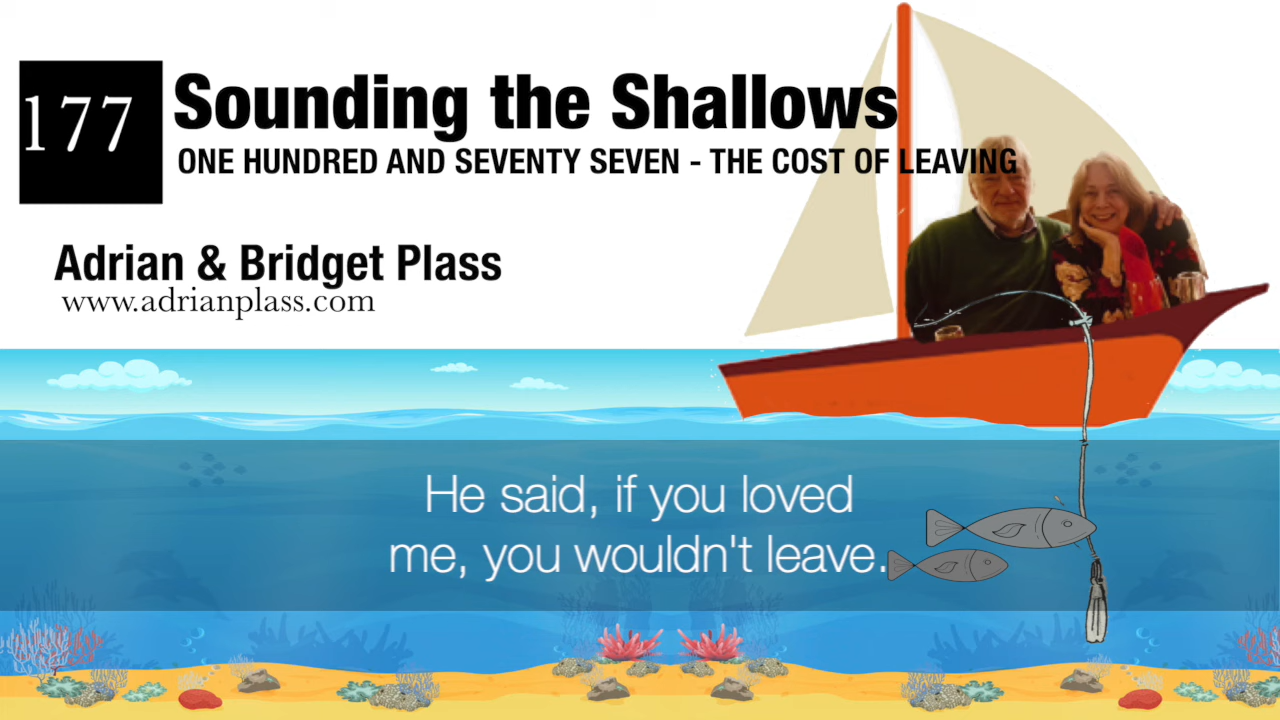 177
Sounding the Shallows
ONE HUNDRED AND SEVENTY SEVEN - THE COST OF LEAVING
Adrian & Bridget Plass
www.adrianplass.com
He said, if you loved
me, you wouldn't leave.